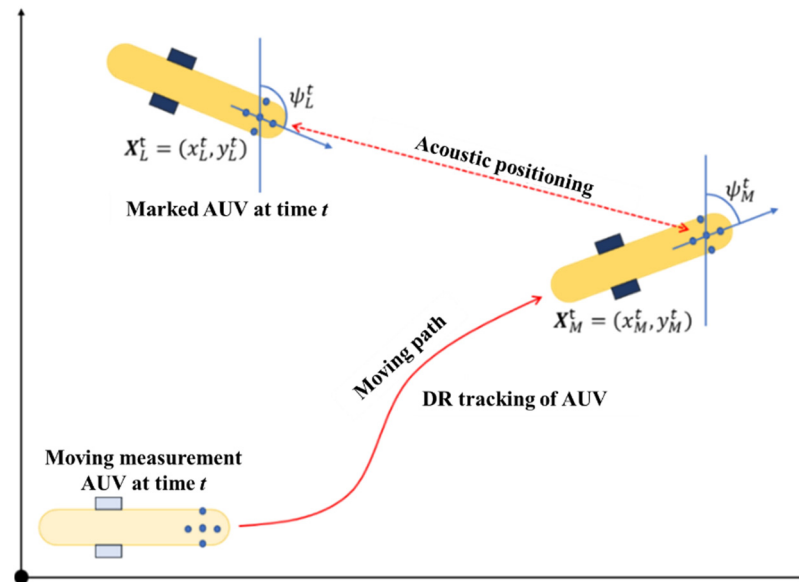 ψ_L^t
X_L^t = (x_L^t, y_L^t)
Marked AUV at time t
Acoustic positioning
ψ_M^t
X_M^t = (x_M^t, y_M^t)
Moving path
DR tracking of AUV
Moving measurement
AUV at time t